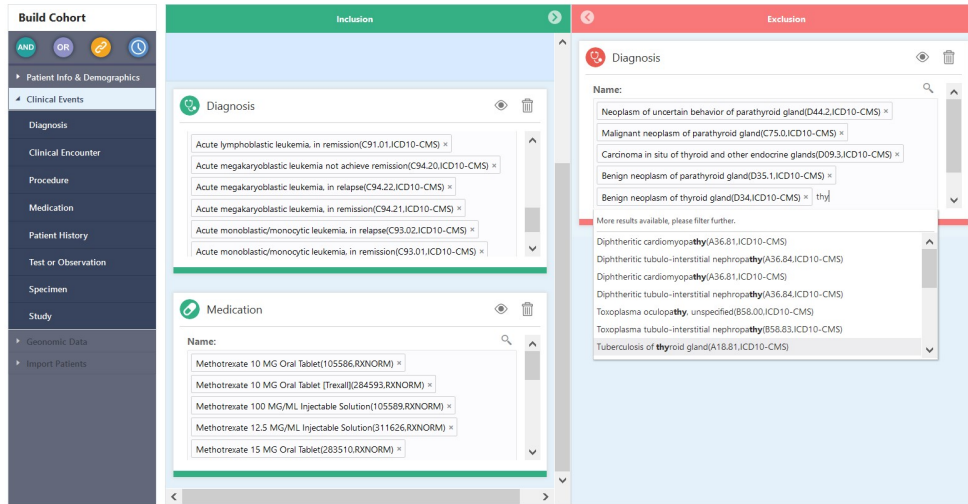 Build Cohort
AND
OR
Patient Info & Demographics
Clinical Events
Diagnosis
Clinical Encounter
Procedure
Medication
Patient History
Test or Observation
Specimen
Study
Geonomic Data
Import Patients
Inclusion
Diagnosis
Acute lymphoblastic leukemia, in remission(C91.01,ICD10-CMS) ×
Acute megakaryoblastic leukemia not achieve remission(C94.20,ICD10-CMS) ×
Acute megakaryoblastic leukemia, in relapse(C94.22,ICD10-CMS) ×
Acute megakaryoblastic leukemia, in remission(C94.21,ICD10-CMS) ×
Acute monoblastic/monocytic leukemia, in relapse(C93.02,ICD10-CMS) ×
Acute monoblastic/monocytic leukemia, in remission(C93.01,ICD10-CMS) ×
Medication
Name:
Methotrexate 10 MG Oral Tablet(105586,RXNORM) ×
Methotrexate 10 MG Oral Tablet [Trexall](284593,RXNORM) ×
Methotrexate 100 MG/ML Injectable Solution(105589,RXNORM) ×
Methotrexate 12.5 MG/ML Injectable Solution(311626,RXNORM) ×
Methotrexate 15 MG Oral Tablet(283510,RXNORM) ×
Exclusion
Diagnosis
Name:
Neoplasm of uncertain behavior of parathyroid gland(D44.2,ICD10-CMS) ×
Malignant neoplasm of parathyroid gland(C75.0,ICD10-CMS) ×
Carcinoma in situ of thyroid and other endocrine glands(D09.3,ICD10-CMS) ×
Benign neoplasm of parathyroid gland(D35.1,ICD10-CMS) ×
Benign neoplasm of thyroid gland(D34,ICD10-CMS) × thy
More results available, please filter further.
Diphtheritic cardiomyopathy(A36.81,ICD10-CMS)
Diphtheritic tubulo-interstitial nephropathy(A36.84,ICD10-CMS)
Diphtheritic cardiomyopathy(A36.81,ICD10-CMS)
Diphtheritic tubulo-interstitial nephropathy(A36.84,ICD10-CMS)
Toxoplasma oculopathy, unspecified(B58.00,ICD10-CMS)
Toxoplasma tubulo-interstitial nephropathy(B58.83,ICD10-CMS)
Tuberculosis of thyroid gland(A18.81,ICD10-CMS)